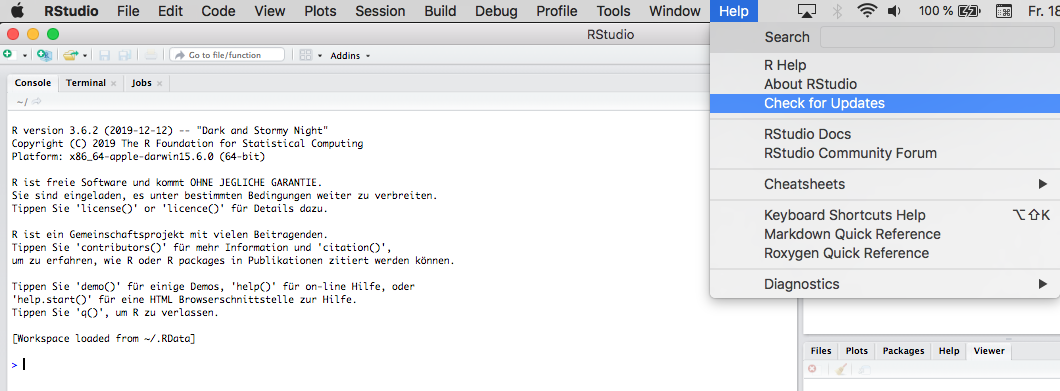 RStudio File Edit Code View Plots Session Build Debug Profile Tools Window Help 100 % Fr. 18
RStudio
Go to file/function Addins
Console Terminal Jobs
~/
R version 3.6.2 (2019-12-12) -- "Dark and Stormy Night"
Copyright (C) 2019 The R Foundation for Statistical Computing
Platform: x86_64-apple-darwin15.6.0 (64-bit)
R ist freie Software und kommt OHNE JEGLICHE GARANTIE.
Sie sind eingeladen, es unter bestimmten Bedingungen weiter zu verbreiten.
Tippen Sie 'license()' or 'licence()' für Details dazu.
R ist ein Gemeinschaftsprojekt mit vielen Beitragenden.
Tippen Sie 'contributors()' für mehr Information und 'citation()',
um zu erfahren, wie R oder R packages in Publikationen zitiert werden können.
Tippen Sie 'demo()' für einige Demos, 'help()' für on-line Hilfe, oder
'help.start()' für eine HTML Browserschnittstelle zur Hilfe.
Tippen Sie 'q()', um R zu verlassen.
[Workspace loaded from ~/.RData]
>
Search
R Help
About RStudio
Check for Updates
RStudio Docs
RStudio Community Forum
Cheatsheets
Keyboard Shortcuts Help ⌥⇧K
Markdown Quick Reference
Roxygen Quick Reference
Diagnostics
Files Plots Packages Help Viewer